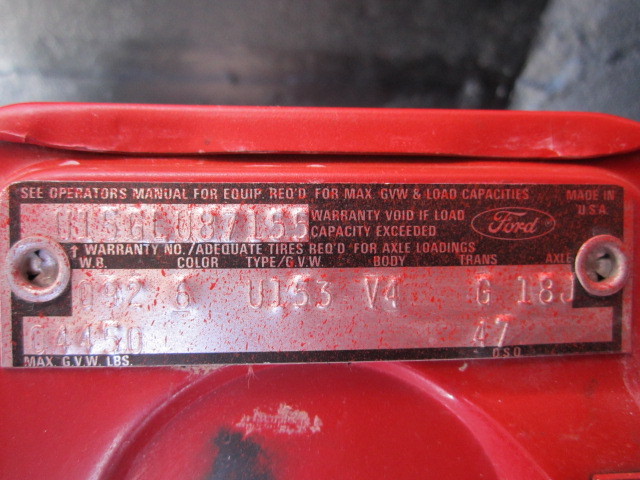 SEE OPERATORS MANUAL FOR EQUIP. REQ'D FOR MAX. GVW & LOAD CAPACITIES
MADE IN U.S.A.
WARRANTY VOID IF LOAD CAPACITY EXCEEDED
Ford
↑ WARRANTY NO./ADEQUATE TIRES REQ'D FOR AXLE LOADINGS
W.B. COLOR TYPE/G.V.W. BODY TRANS. AXLE
6 U153 V4 G 18J
47
MAX. G.V.W. LBS. D.S.O.